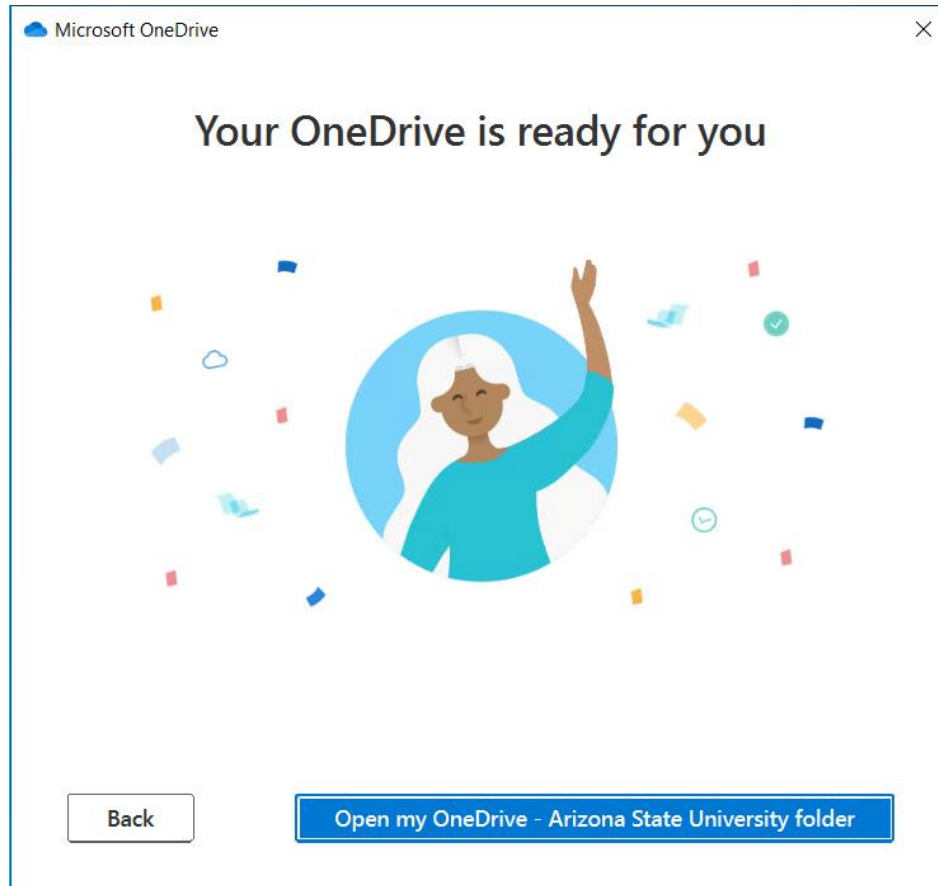 Microsoft OneDrive
Your OneDrive is ready for you
Back
Open my OneDrive - Arizona State University folder